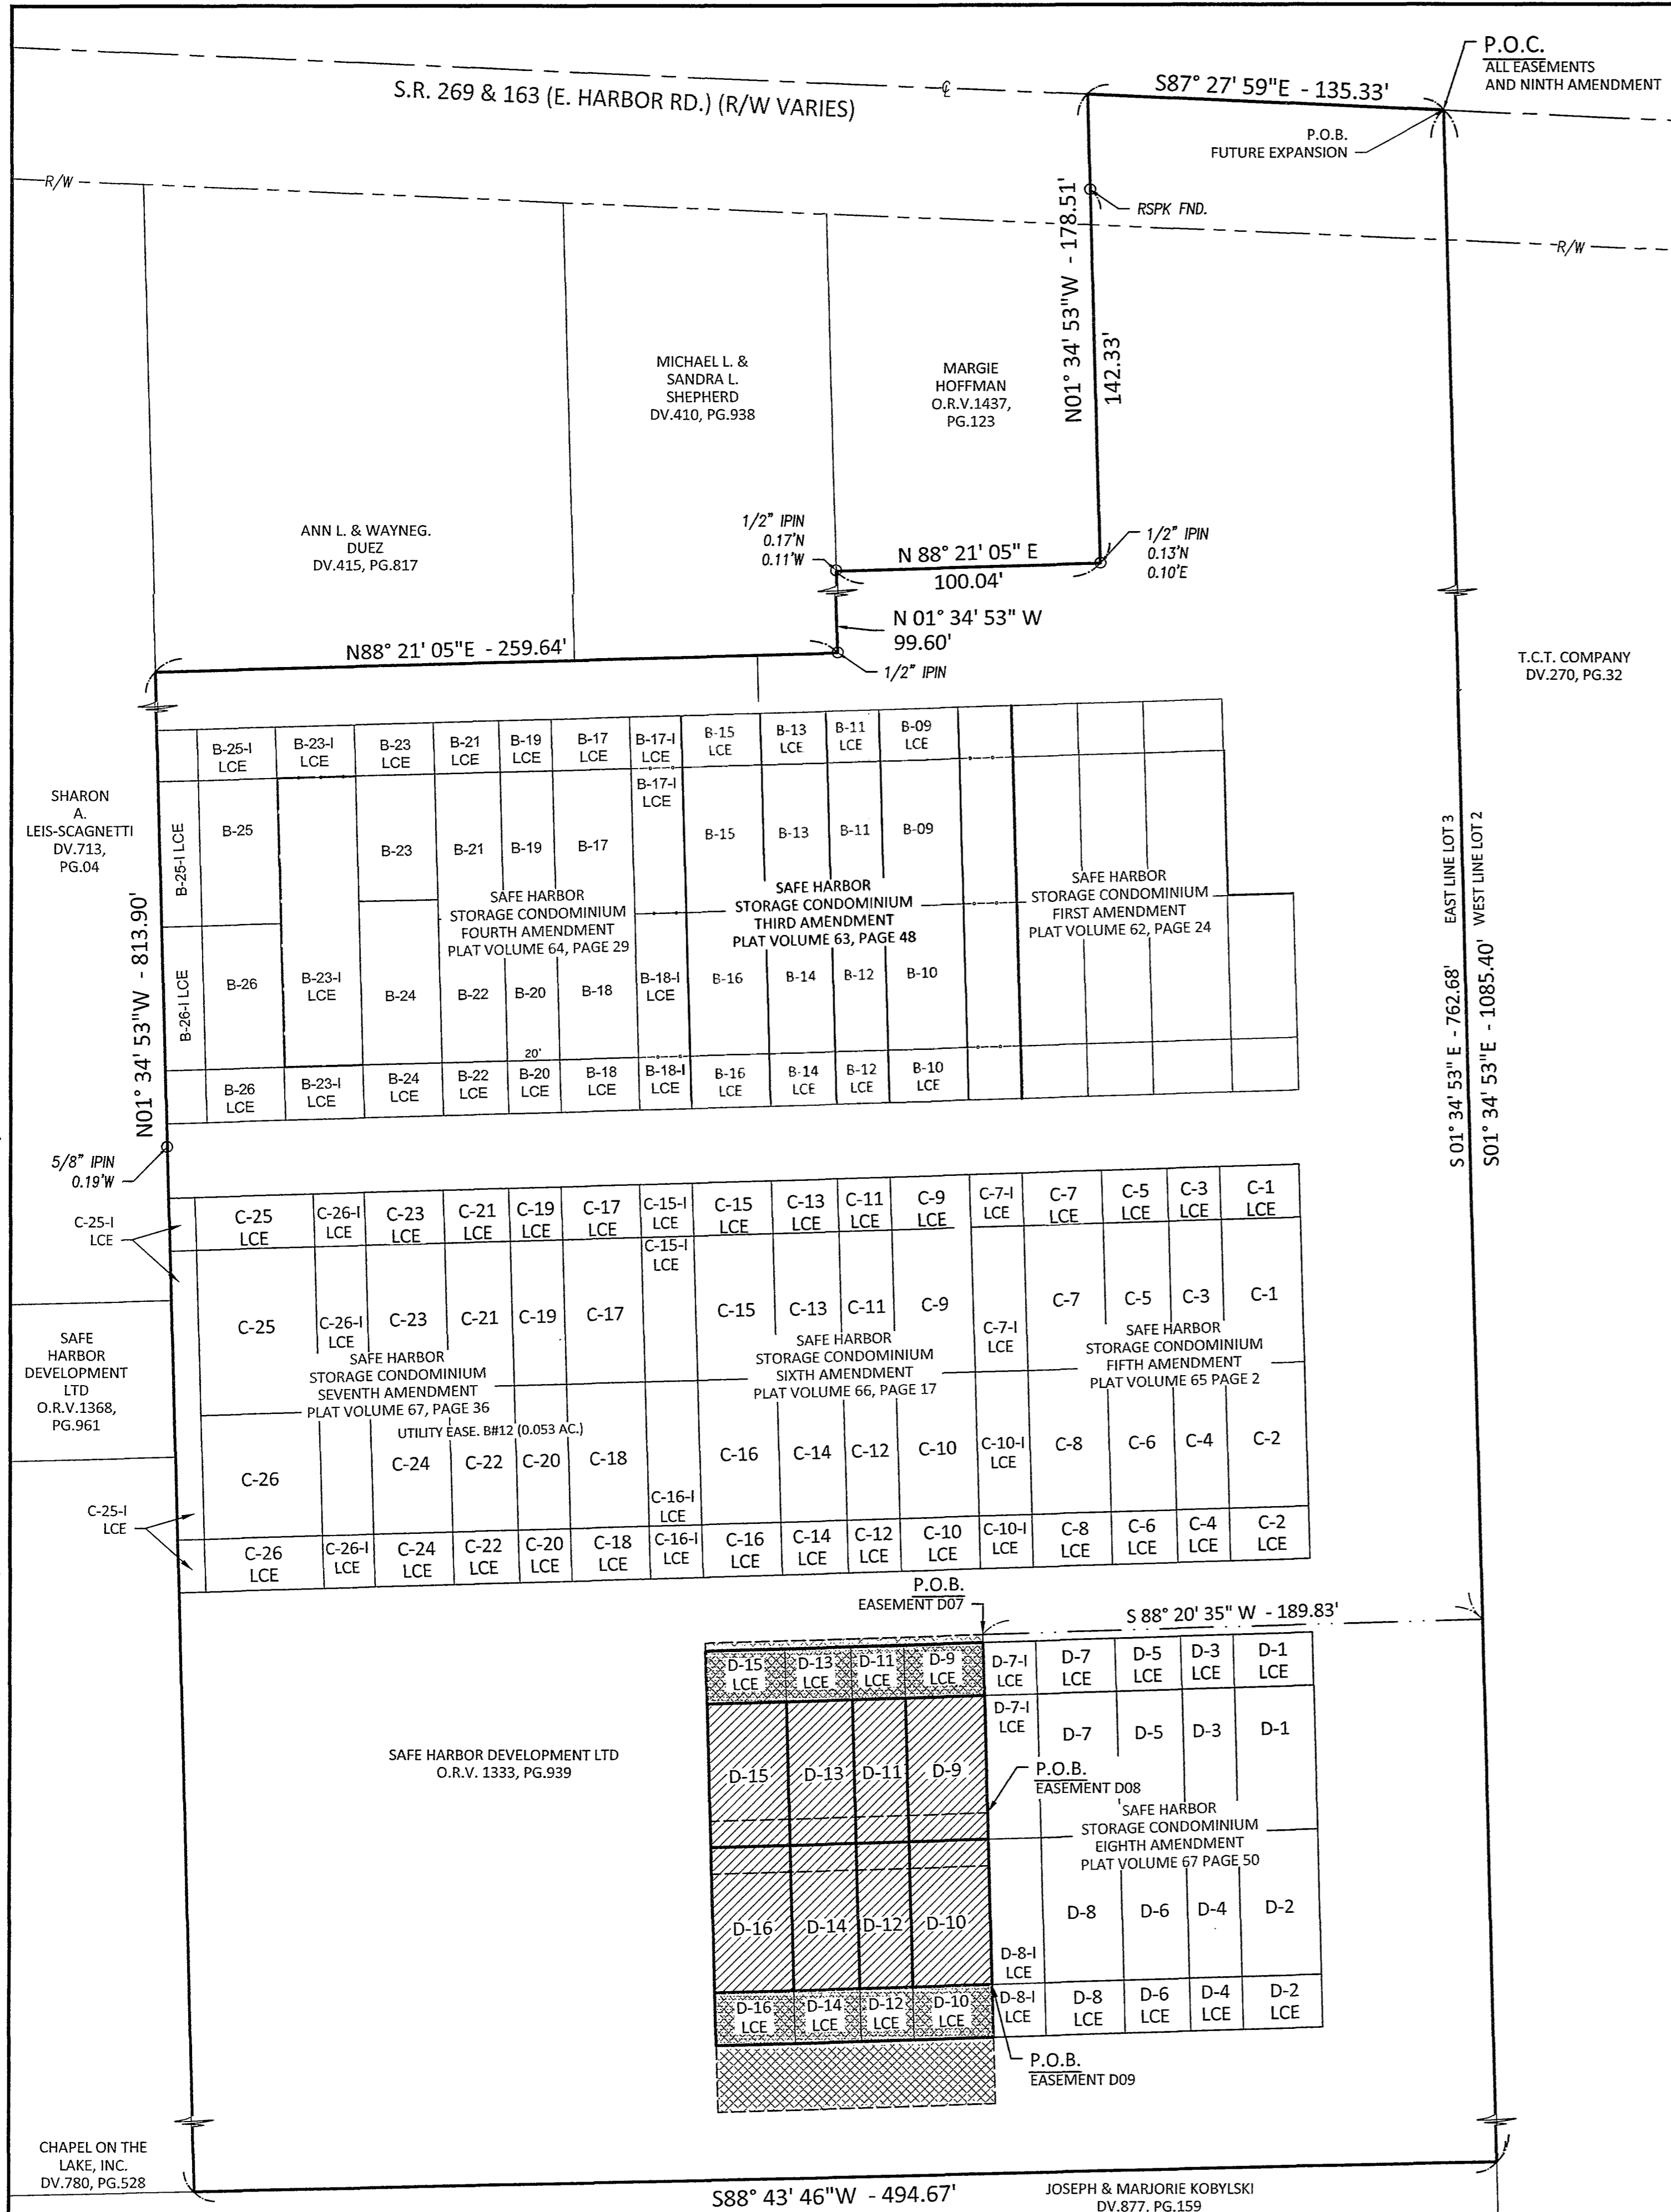 P.O.C.
ALL EASEMENTS
AND NINTH AMENDMENT
S87° 27' 59"E - 135.33'
S.R. 269 & 163 (E. HARBOR RD.) (R/W VARIES)
P.O.B.
FUTURE EXPANSION
R/W
RSPK FND.
R/W
N01° 34' 53"W - 178.51'
142.33'
MICHAEL L. &
SANDRA L.
SHEPHERD
DV.410, PG.938
MARGIE
HOFFMAN
O.R.V.1437,
PG.123
ANN L. & WAYNEG.
DUEZ
DV.415, PG.817
1/2" IPIN
0.17'N
0.11'W
N 88° 21' 05" E
100.04'
1/2" IPIN
0.13'N
0.10'E
N 01° 34' 53" W
99.60'
N88° 21' 05"E - 259.64'
1/2" IPIN
T.C.T. COMPANY
DV.270, PG.32
SHARON
A.
LEIS-SCAGNETTI
DV.713,
PG.04
N01° 34' 53"W - 813.90'
EAST LINE LOT 3
WEST LINE LOT 2
S 01° 34' 53" E - 762.68'
S01° 34' 53"E - 1085.40'
B-25-I LCE
B-23-I LCE
B-23 LCE
B-21 LCE
B-19 LCE
B-17 LCE
B-17-I LCE
B-15 LCE
B-13 LCE
B-11 LCE
B-09 LCE
B-17-I LCE
B-25-I LCE
B-25
B-23
B-21
B-19
B-17
B-15
B-13
B-11
B-09
SAFE HARBOR
STORAGE CONDOMINIUM
FOURTH AMENDMENT
PLAT VOLUME 64, PAGE 29
SAFE HARBOR
STORAGE CONDOMINIUM
THIRD AMENDMENT
PLAT VOLUME 63, PAGE 48
SAFE HARBOR
STORAGE CONDOMINIUM
FIRST AMENDMENT
PLAT VOLUME 62, PAGE 24
B-26-I LCE
B-26
B-23-I LCE
B-24
B-22
B-20
B-18
B-18-I LCE
B-16
B-14
B-12
B-10
20'
B-26 LCE
B-23-I LCE
B-24 LCE
B-22 LCE
B-20 LCE
B-18 LCE
B-18-I LCE
B-16 LCE
B-14 LCE
B-12 LCE
B-10 LCE
5/8" IPIN
0.19'W
C-25-I
LCE
C-25 LCE
C-26-I LCE
C-23 LCE
C-21 LCE
C-19 LCE
C-17 LCE
C-15-I LCE
C-15 LCE
C-13 LCE
C-11 LCE
C-9 LCE
C-7-I LCE
C-7 LCE
C-5 LCE
C-3 LCE
C-1 LCE
C-15-I LCE
C-25
C-26-I LCE
C-23
C-21
C-19
C-17
C-15
C-13
C-11
C-9
C-7-I LCE
C-7
C-5
C-3
C-1
SAFE
HARBOR
DEVELOPMENT
LTD
O.R.V.1368,
PG.961
SAFE HARBOR
STORAGE CONDOMINIUM
SEVENTH AMENDMENT
PLAT VOLUME 67, PAGE 36
UTILITY EASE. B#12 (0.053 AC.)
SAFE HARBOR
STORAGE CONDOMINIUM
SIXTH AMENDMENT
PLAT VOLUME 66, PAGE 17
SAFE HARBOR
STORAGE CONDOMINIUM
FIFTH AMENDMENT
PLAT VOLUME 65 PAGE 2
C-26
C-24
C-22
C-20
C-18
C-16-I LCE
C-16
C-14
C-12
C-10
C-10-I LCE
C-8
C-6
C-4
C-2
C-25-I
LCE
C-26 LCE
C-26-I LCE
C-24 LCE
C-22 LCE
C-20 LCE
C-18 LCE
C-16-I LCE
C-16 LCE
C-14 LCE
C-12 LCE
C-10 LCE
C-10-I LCE
C-8 LCE
C-6 LCE
C-4 LCE
C-2 LCE
P.O.B.
EASEMENT D07
S 88° 20' 35" W - 189.83'
D-15 LCE
D-13 LCE
D-11 LCE
D-9 LCE
D-7-I LCE
D-7 LCE
D-5 LCE
D-3 LCE
D-1 LCE
D-7-I LCE
D-7
D-5
D-3
D-1
SAFE HARBOR DEVELOPMENT LTD
O.R.V. 1333, PG.939
D-15
D-13
D-11
D-9
P.O.B.
EASEMENT D08
SAFE HARBOR
STORAGE CONDOMINIUM
EIGHTH AMENDMENT
PLAT VOLUME 67 PAGE 50
D-16
D-14
D-12
D-10
D-8-I LCE
D-8
D-6
D-4
D-2
D-16 LCE
D-14 LCE
D-12 LCE
D-10 LCE
D-8-I LCE
D-8 LCE
D-6 LCE
D-4 LCE
D-2 LCE
P.O.B.
EASEMENT D09
CHAPEL ON THE
LAKE, INC.
DV.780, PG.528
S88° 43' 46"W - 494.67'
JOSEPH & MARJORIE KOBYLSKI
DV.877, PG.159